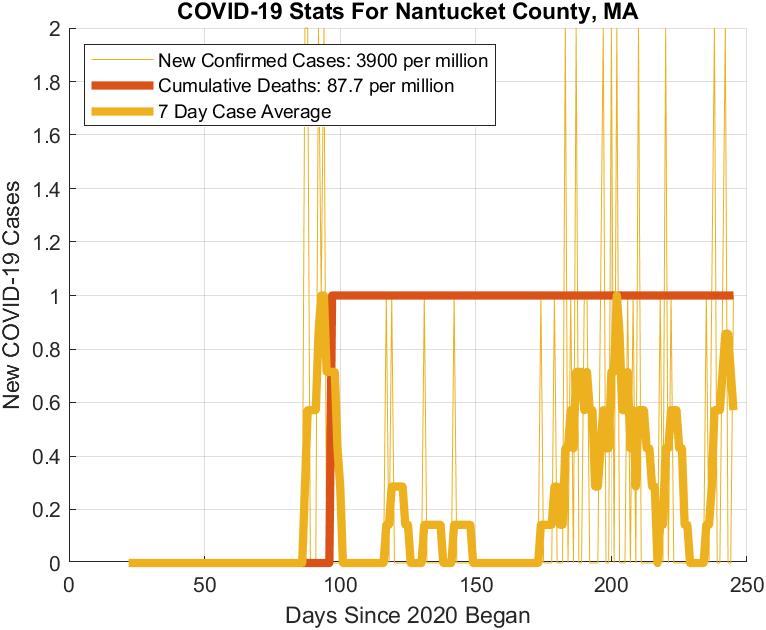 COVID-19 Stats For Nantucket County, MA
New Confirmed Cases: 3900 per million
Cumulative Deaths: 87.7 per million
7 Day Case Average
New COVID-19 Cases
2
1.8
1.6
1.4
1.2
1
0.8
0.6
0.4
0.2
0
0 50 100 150 200 250
Days Since 2020 Began